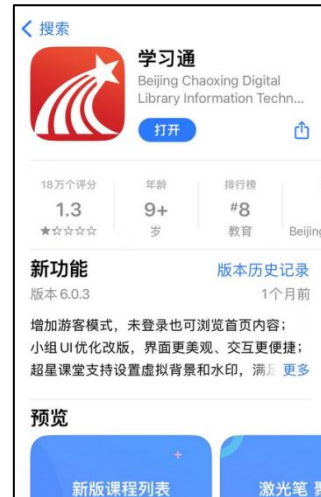 搜索
学习通
Beijing Chaoxing Digital
Library Information Techn...
打开
18万个评分 年龄 排行榜
1.3 9+ #8
★☆☆☆☆ 岁 教育 Beijing
新功能 版本历史记录
版本 6.0.3 1个月前
增加游客模式，未登录也可浏览首页内容；
小组UI优化改版，界面更美观、交互更便捷；
超星课堂支持设置虚拟背景和水印，满 更多
预览
新版课程列表 激光笔